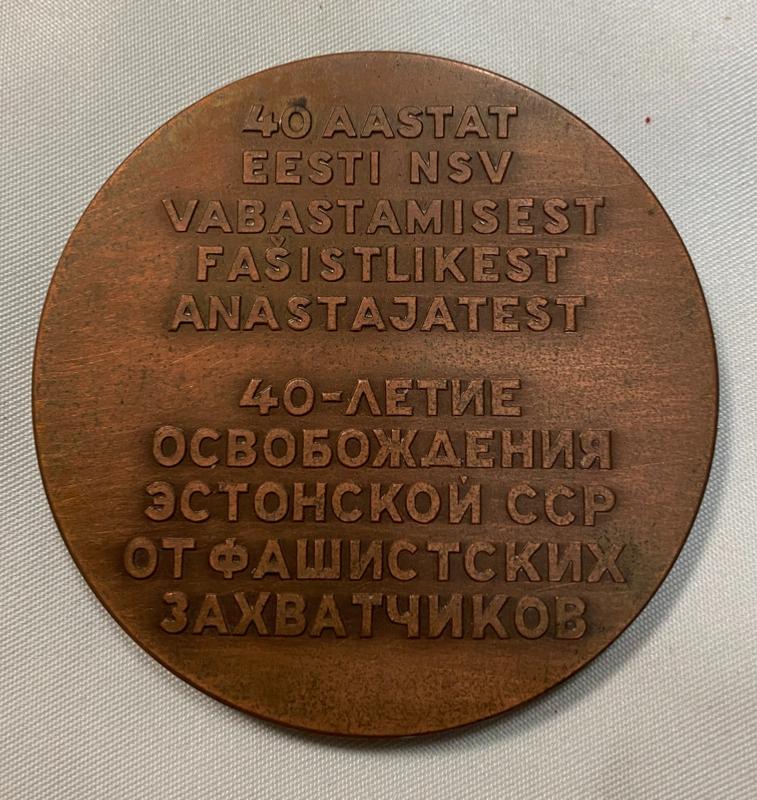 40 AASTAT
EESTI NSV
VABASTAMISEST
FAŠISTLIKEST
ANASTAJATEST
40-ЛЕТИЕ
ОСВОБОЖДЕНИЯ
ЭСТОНСКОЙ ССР
ОТ ФАШИСТСКИХ
ЗАХВАТЧИКОВ